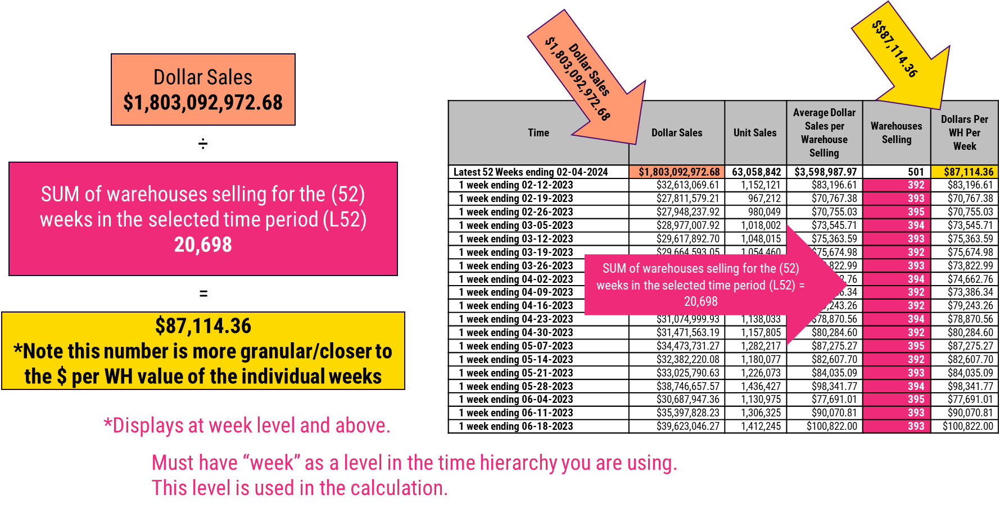 Dollar Sales
$1,803,092,972.68
÷
SUM of warehouses selling for the (52)
weeks in the selected time period (L52)
20,698
=
$87,114.36
*Note this number is more granular/closer to
the $ per WH value of the individual weeks
*Displays at week level and above.
Must have “week” as a level in the time hierarchy you are using.
This level is used in the calculation.
Dollar Sales
$1,803,092,972.68
$$87,114.36
Time Dollar Sales Unit Sales Average Dollar Sales per Warehouse Selling Warehouses Selling Dollars Per WH Per Week
Latest 52 Weeks ending 02-04-2024 $1,803,092,972.68 63,058,842 $3,598,987.97 501 $87,114.36
1 week ending 02-12-2023 $32,613,069.61 1,152,121 $83,196.61 392 $83,196.61
1 week ending 02-19-2023 $27,811,579.21 967,212 $70,767.38 393 $70,767.38
1 week ending 02-26-2023 $27,948,237.92 980,049 $70,755.03 395 $70,755.03
1 week ending 03-05-2023 $28,977,007.92 1,018,002 $73,545.71 394 $73,545.71
1 week ending 03-12-2023 $29,617,892.70 1,048,015 $75,363.59 393 $75,363.59
1 week ending 03-19-2023 $29,664,593.05 1,054,460 $75,674.98 392 $75,674.98
1 week ending 03-26-2023 822.99 393 $73,822.99
1 week ending 04-02-2023 2.76 394 $74,662.76
1 week ending 04-09-2023 6.34 392 $73,386.34
1 week ending 04-16-2023 243.26 392 $79,243.26
1 week ending 04-23-2023 $31,074,999.93 1,138,033 $78,870.56 394 $78,870.56
1 week ending 04-30-2023 $31,471,563.19 1,157,805 $80,284.60 392 $80,284.60
1 week ending 05-07-2023 $34,473,731.27 1,282,217 $87,275.27 395 $87,275.27
1 week ending 05-14-2023 $32,382,220.08 1,180,077 $82,607.70 392 $82,607.70
1 week ending 05-21-2023 $33,025,790.63 1,226,073 $84,035.09 393 $84,035.09
1 week ending 05-28-2023 $38,746,657.57 1,436,427 $98,341.77 394 $98,341.77
1 week ending 06-04-2023 $30,687,947.36 1,130,975 $77,691.01 395 $77,691.01
1 week ending 06-11-2023 $35,397,828.23 1,306,325 $90,070.81 393 $90,070.81
1 week ending 06-18-2023 $39,623,046.27 1,412,245 $100,822.00 393 $100,822.00
SUM of warehouses selling for the (52)
weeks in the selected time period (L52) =
20,698